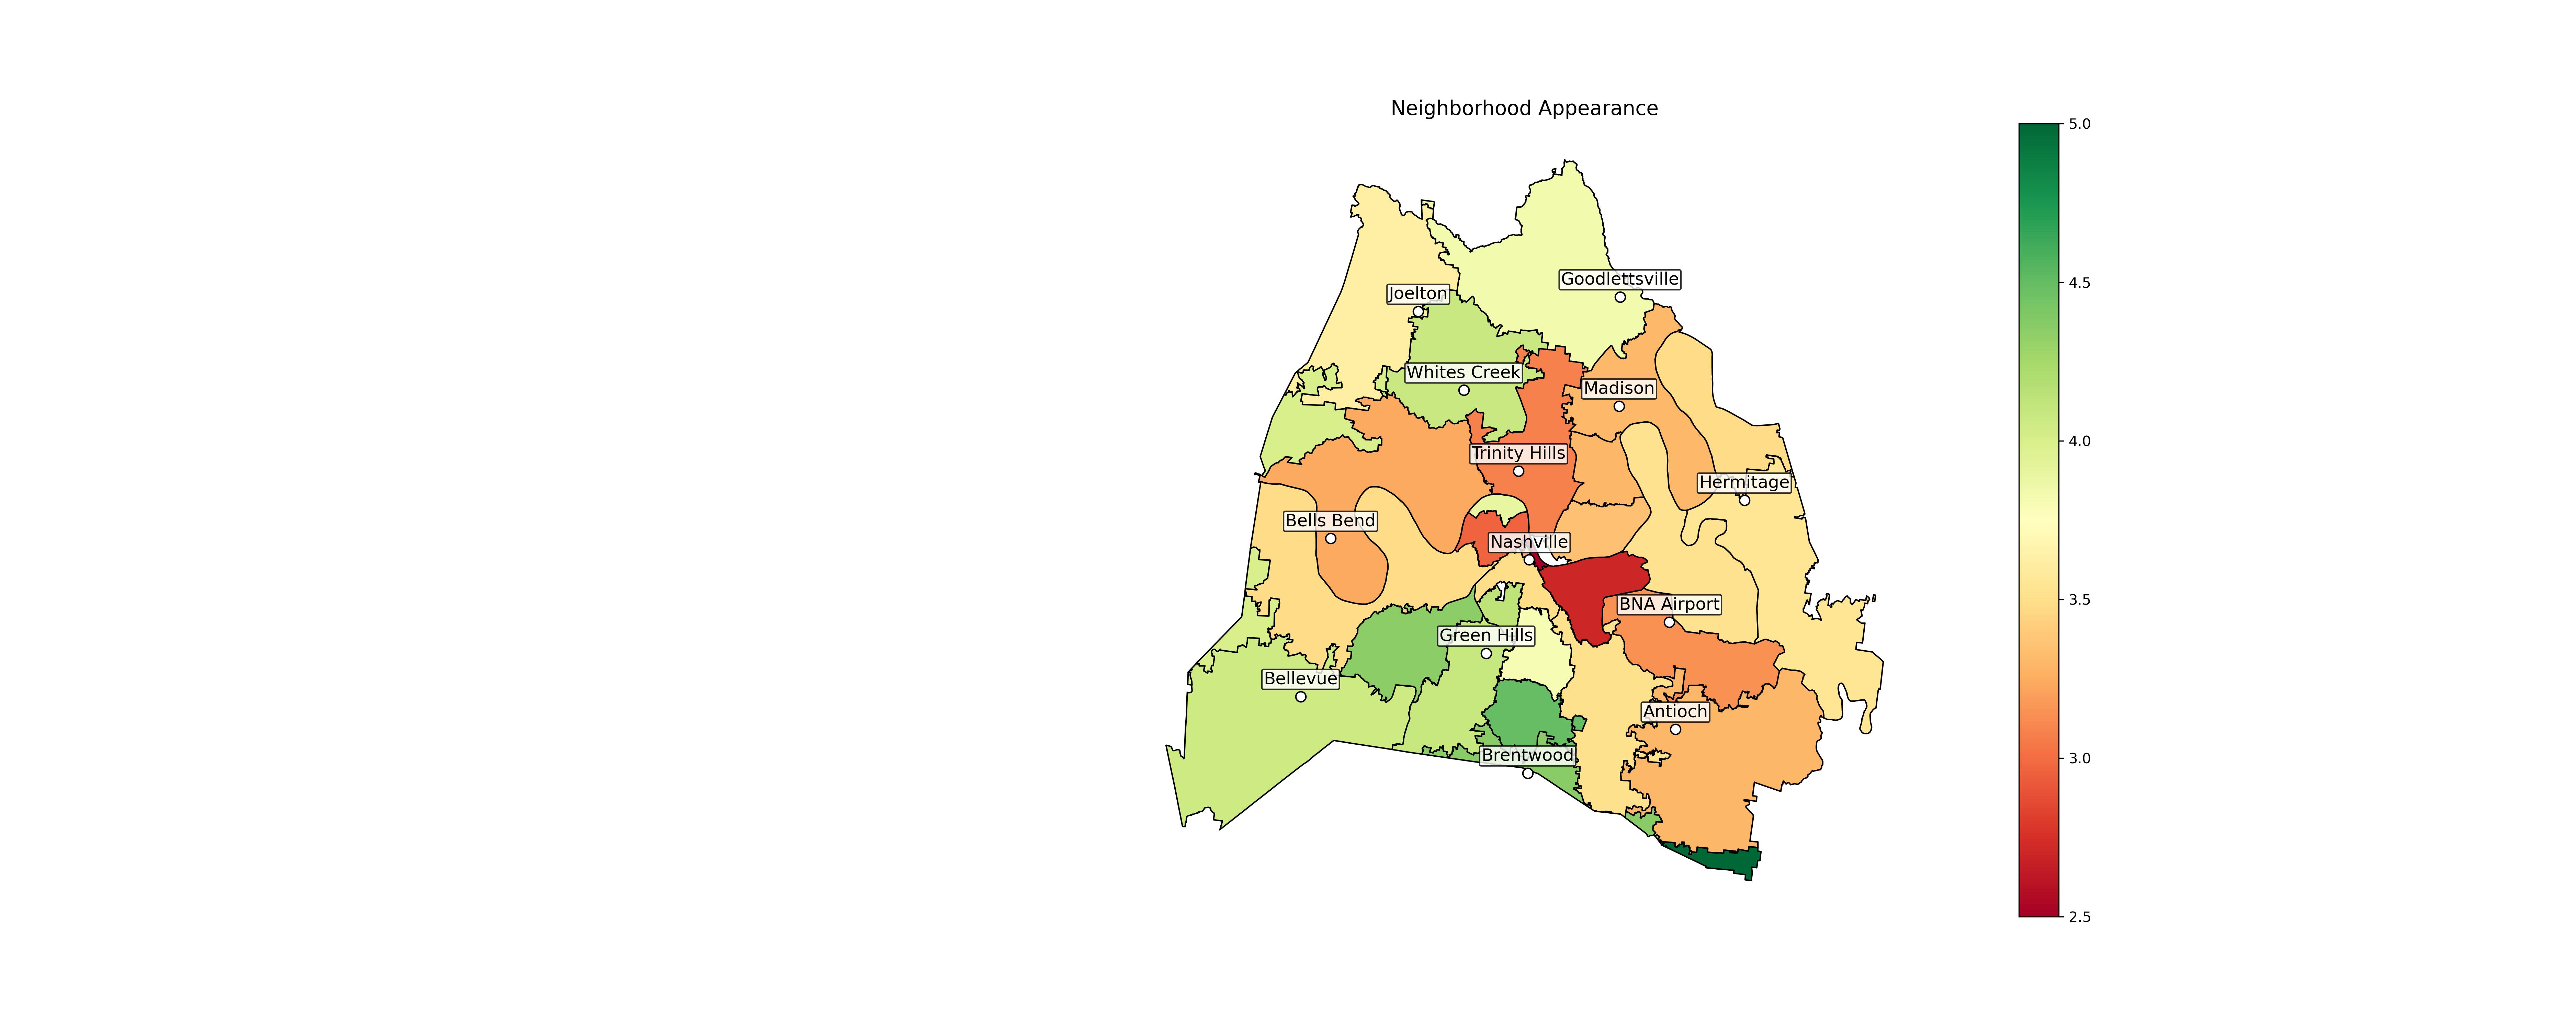 Neighborhood Appearance
5.0
Goodlettsville
4.5
Joelton
Whites Creek
Madison
4.0
Trinity Hills
Hermitage
Bells Bend
Nashville
3.5
BNA Airport
Green Hills
Bellevue
Antioch
Brentwood
3.0
2.5